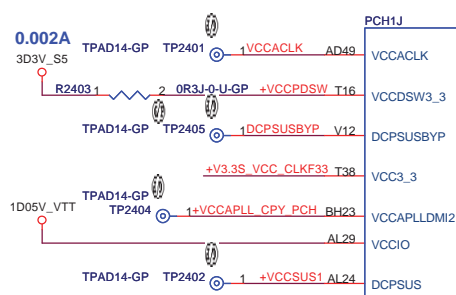 PCH1J
0.002A
3D3V_S5
TPAD14-GP TP2401 1 VCCACLK AD49 VCCACLK
R2403 1 2 0R3J-0-U-GP +VCCPDSW T16 VCCDSW3_3
TPAD14-GP TP2405 1 DCPSUSBYP V12 DCPSUSBYP
+V3.3S_VCC_CLKF33 T38 VCC3_3
TPAD14-GP
1D05V_VTT TP2404 1 +VCCAPLL_CPY_PCH BH23 VCCAPLLDMI2
AL29 VCCIO
TPAD14-GP TP2402 1 +VCCSUS1 AL24 DCPSUS